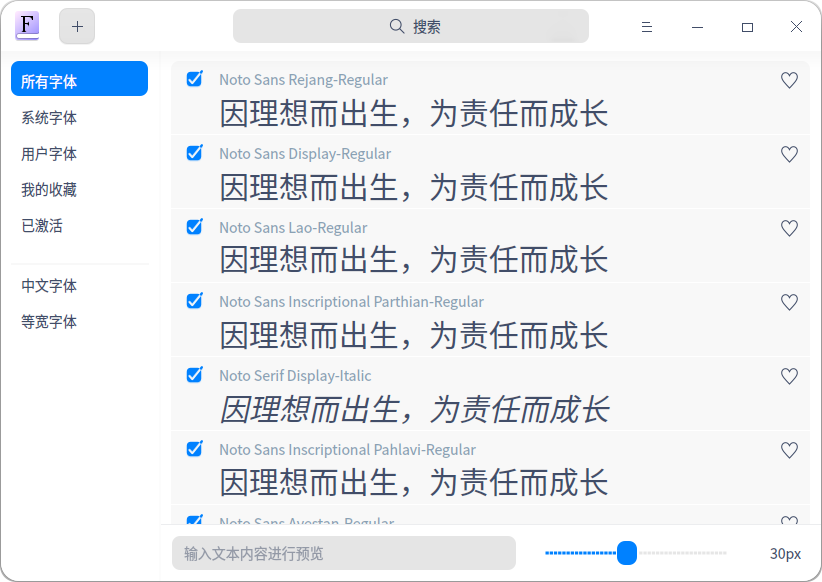 F
搜索
所有字体
系统字体
用户字体
我的收藏
已激活
中文字体
等宽字体
Noto Sans Rejang-Regular
因理想而出生，为责任而成长
Noto Sans Display-Regular
因理想而出生，为责任而成长
Noto Sans Lao-Regular
因理想而出生，为责任而成长
Noto Sans Inscriptional Parthian-Regular
因理想而出生，为责任而成长
Noto Serif Display-Italic
因理想而出生，为责任而成长
Noto Sans Inscriptional Pahlavi-Regular
因理想而出生，为责任而成长
Noto Sans Avestan-Regular
输入文本内容进行预览
30px